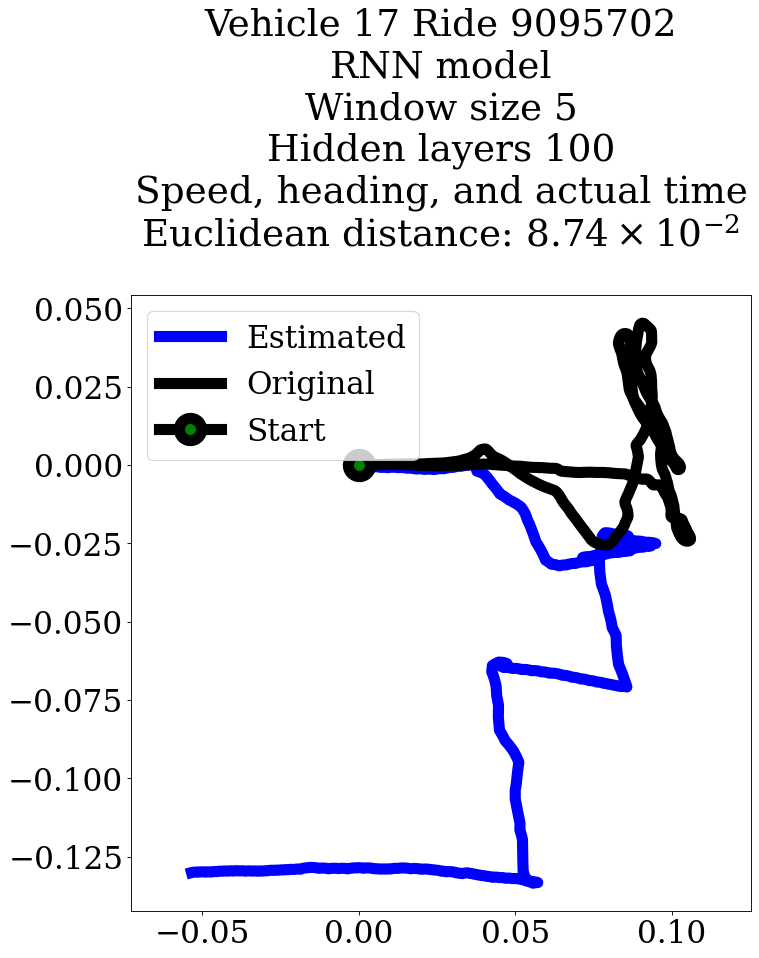 Vehicle 17 Ride 9095702
RNN model
Window size 5
Hidden layers 100
Speed, heading, and actual time
Euclidean distance: 8.74 × 10⁻²
0.050
0.025
0.000
−0.025
−0.050
−0.075
−0.100
−0.125
Estimated
Original
Start
−0.05 0.00 0.05 0.10